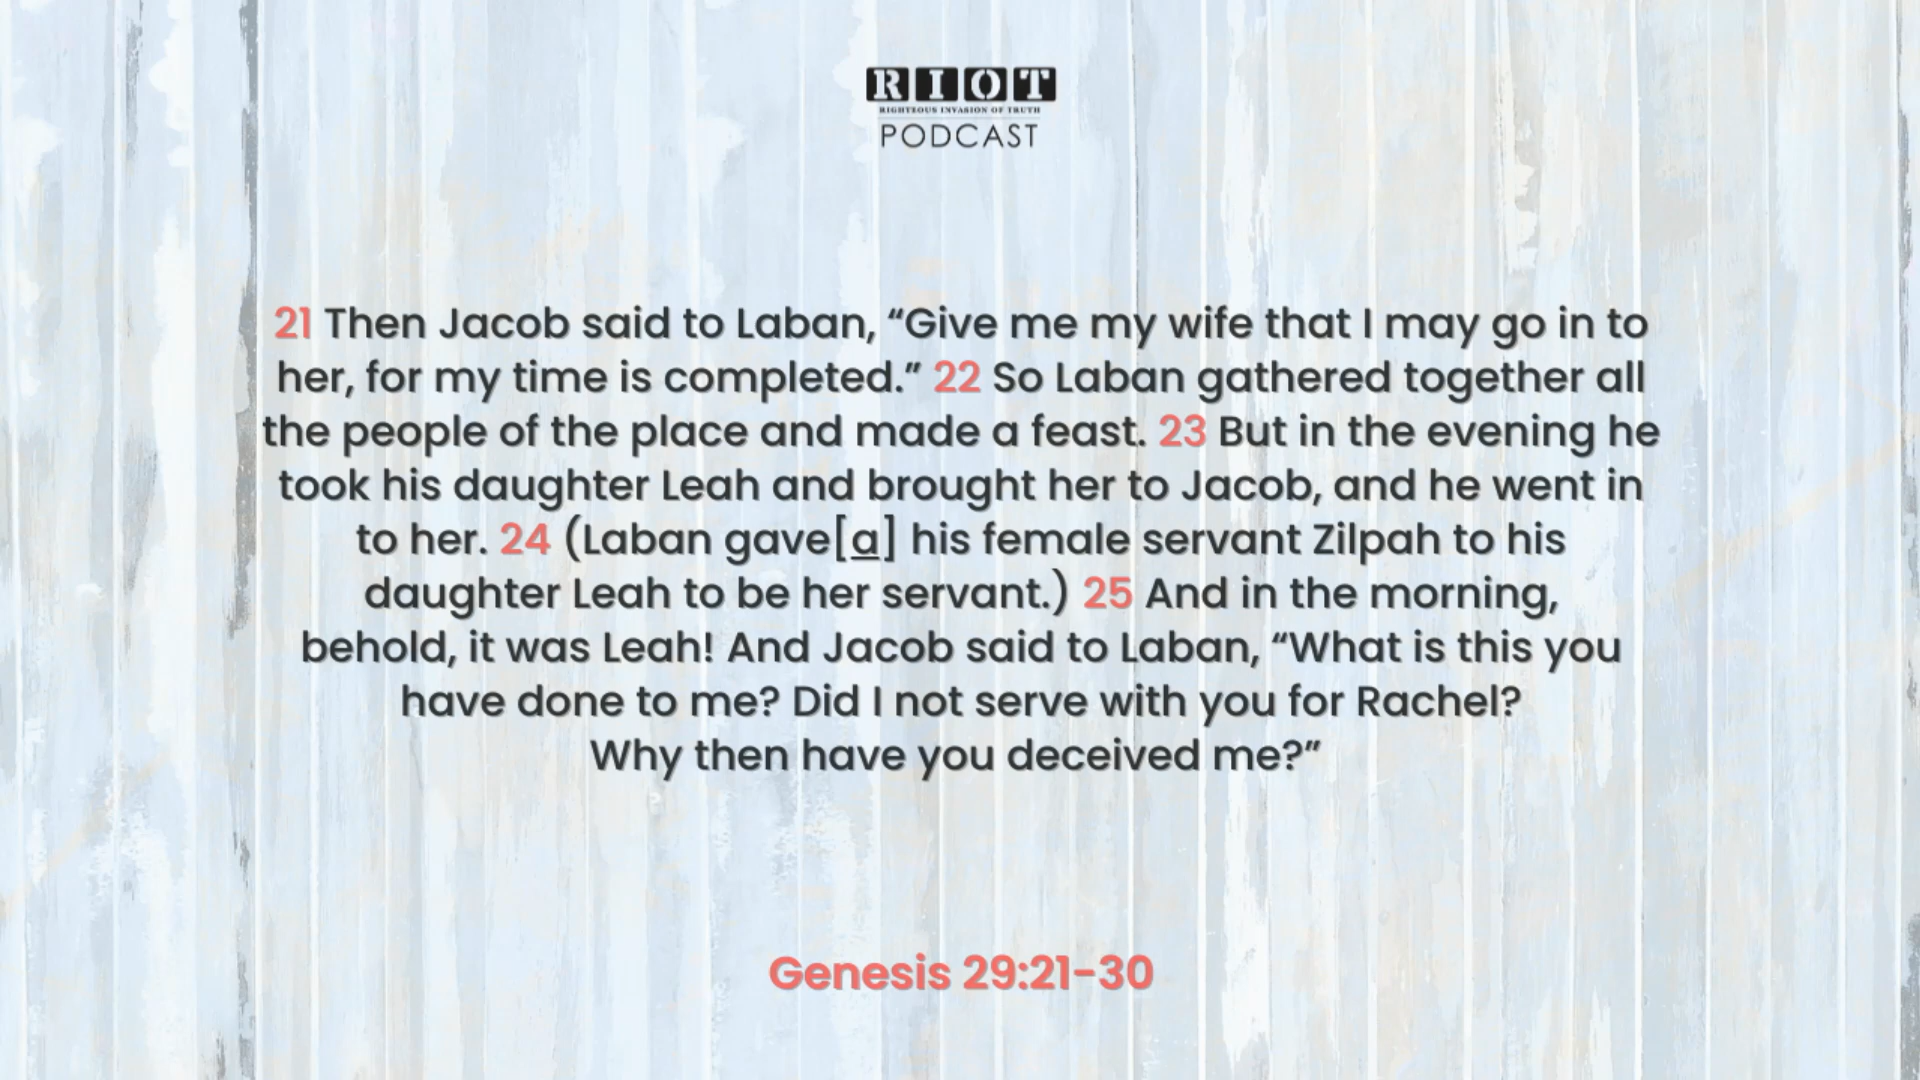 RIOT
RIGHTEOUS INVASION OF TRUTH
PODCAST
21 Then Jacob said to Laban, “Give me my wife that I may go in to
her, for my time is completed.” 22 So Laban gathered together all
the people of the place and made a feast. 23 But in the evening he
took his daughter Leah and brought her to Jacob, and he went in
to her. 24 (Laban gave[a] his female servant Zilpah to his
daughter Leah to be her servant.) 25 And in the morning,
behold, it was Leah! And Jacob said to Laban, “What is this you
have done to me? Did I not serve with you for Rachel?
Why then have you deceived me?”
Genesis 29:21-30